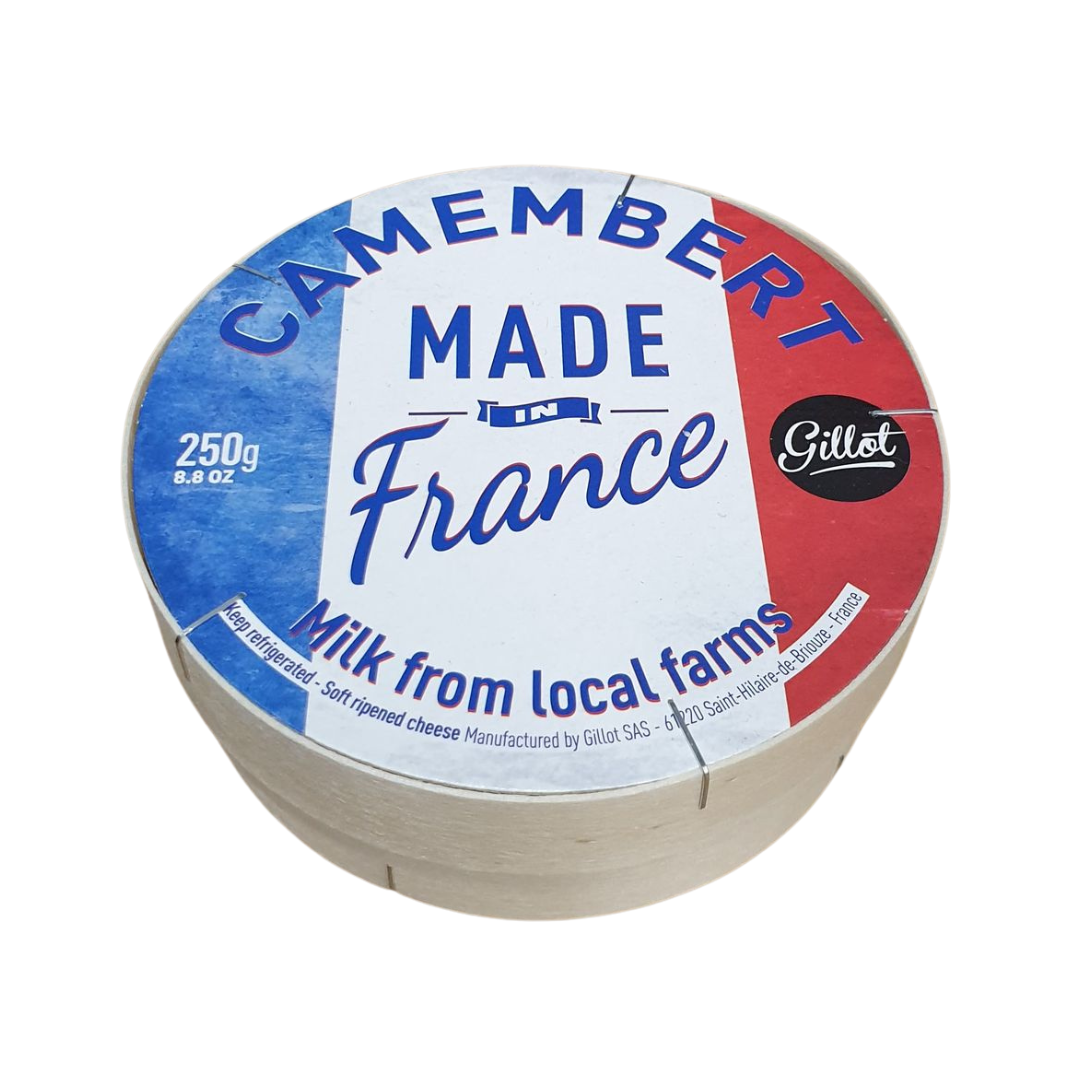 CAMEMBERT
MADE
IN
France
250g
8.8 OZ
Gillot
Milk from local farms
Keep refrigerated - Soft ripened cheese Manufactured by Gillot SAS - 61220 Saint-Hilaire-de-Briouze - France